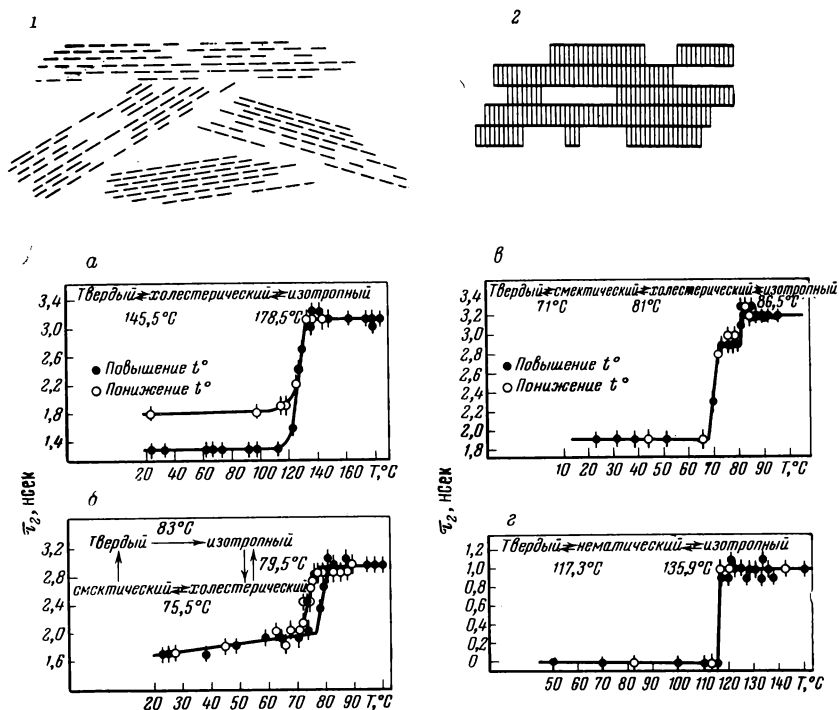 1
2
а
Твердый⇌холестерический⇌изотропный
145,5°C 178,5°C
3,4
3,0
2,6
2,2
1,8
1,4
Повышение t°
Понижение t°
20 40 60 80 100 120 140 160 T,°C
в
Твердый⇌смектический⇌холестерический⇌изотропный
71°C 81°C 86,5°C
3,4
3,2
3,0
2,8
2,6
2,4
2,2
2,0
1,8
Повышение t°
Понижение t°
10 20 30 40 50 60 70 80 90 T,°C
τ₂, нсек
б
83°C
Твердый → изотропный
79,5°C
смектический⇌холестерический
75,5°C
3,2
2,8
2,4
2,0
1,6
20 30 40 50 60 70 80 90 100 T,°C
τ₂, нсек
г
Твердый⇌нематический⇌изотропный
117,3°C 135,9°C
1,2
1,0
0,8
0,6
0,4
0,2
0
50 60 70 80 90 100 110 120 130 140 150 T,°C